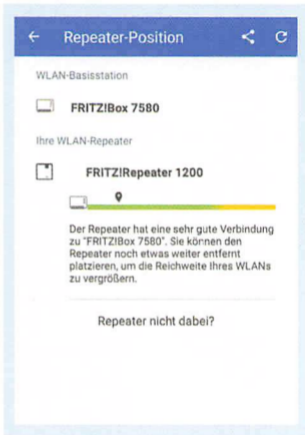 Repeater-Position
WLAN-Basisstation
FRITZ!Box 7580
Ihre WLAN-Repeater
FRITZ!Repeater 1200
Der Repeater hat eine sehr gute Verbindung
zu "FRITZ!Box 7580". Sie können den
Repeater noch etwas weiter entfernt
platzieren, um die Reichweite Ihres WLANs
zu vergrößern.
Repeater nicht dabei?